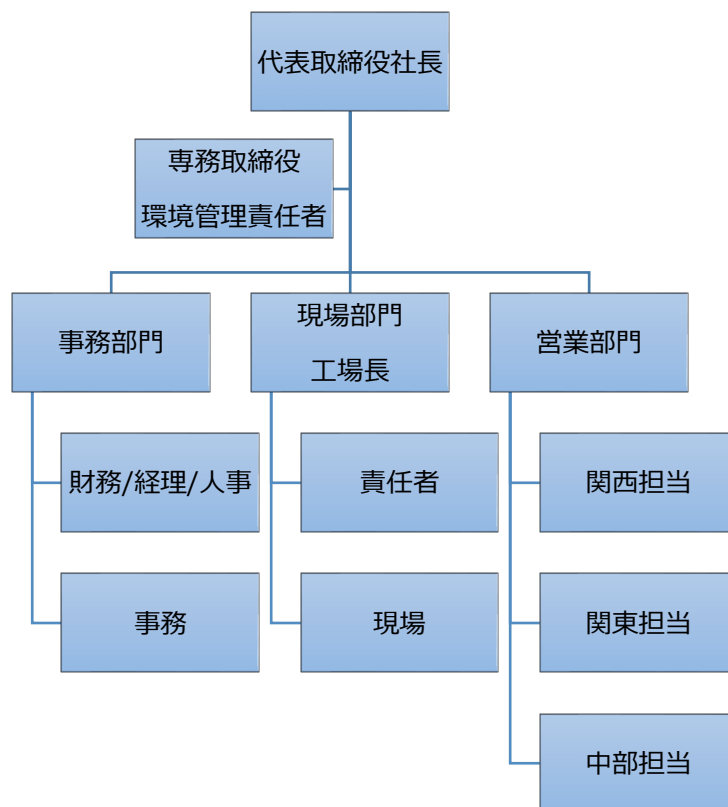 代表取締役社長
専務取締役
環境管理責任者
事務部門
現場部門
工場長
営業部門
財務/経理/人事
責任者
関西担当
事務
現場
関東担当
中部担当